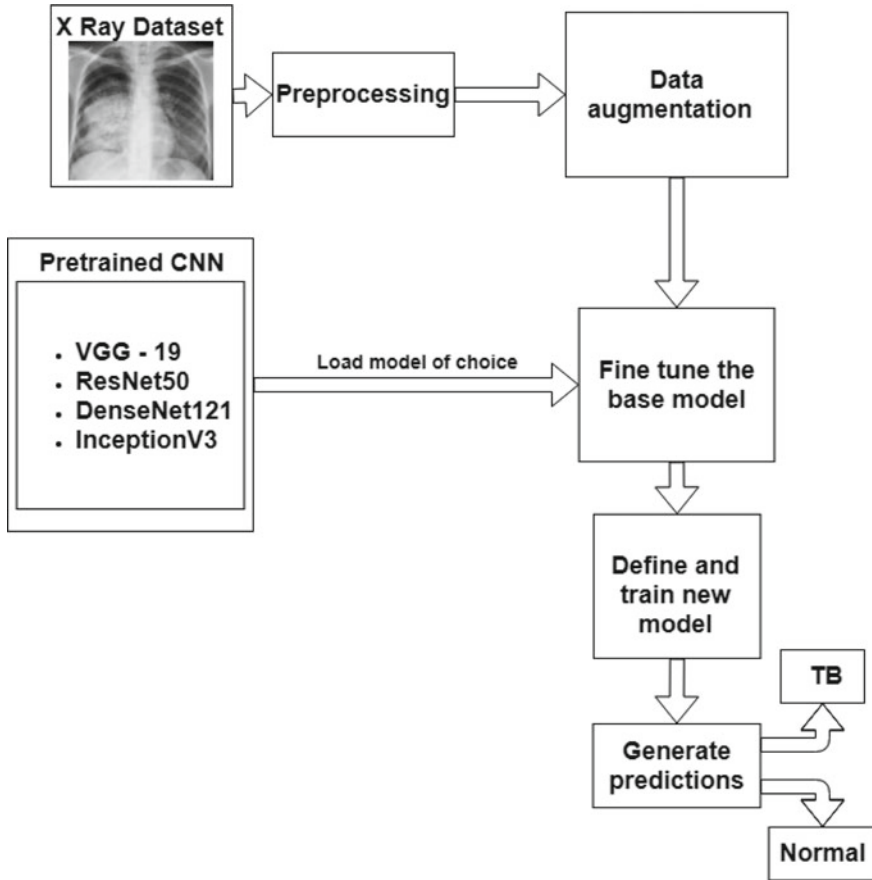 X Ray Dataset
Preprocessing
Data
augmentation
Pretrained CNN
• VGG - 19
• ResNet50
• DenseNet121
• InceptionV3
Load model of choice
Fine tune the
base model
Define and
train new
model
Generate
predictions
TB
Normal